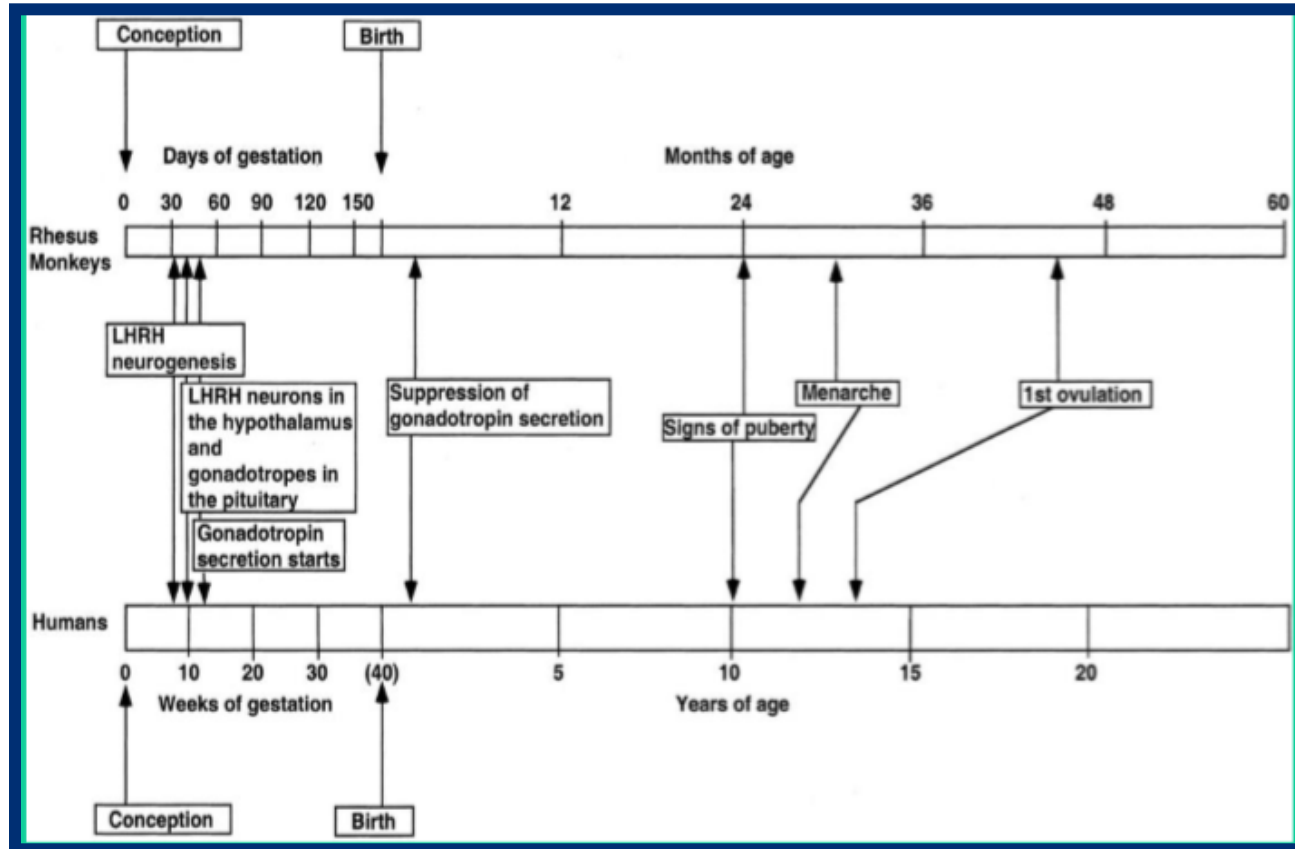 Conception
Birth
Days of gestation
Months of age
0 30 60 90 120 150 12 24 36 48 60
Rhesus
Monkeys
LHRH
neurogenesis
LHRH neurons in
the hypothalamus
and
gonadotropes in
the pituitary
Gonadotropin
secretion starts
Suppression of
gonadotropin secretion
Signs of puberty
Menarche
1st ovulation
Humans
0 10 20 30 (40) 5 10 15 20
Weeks of gestation
Years of age
Conception
Birth